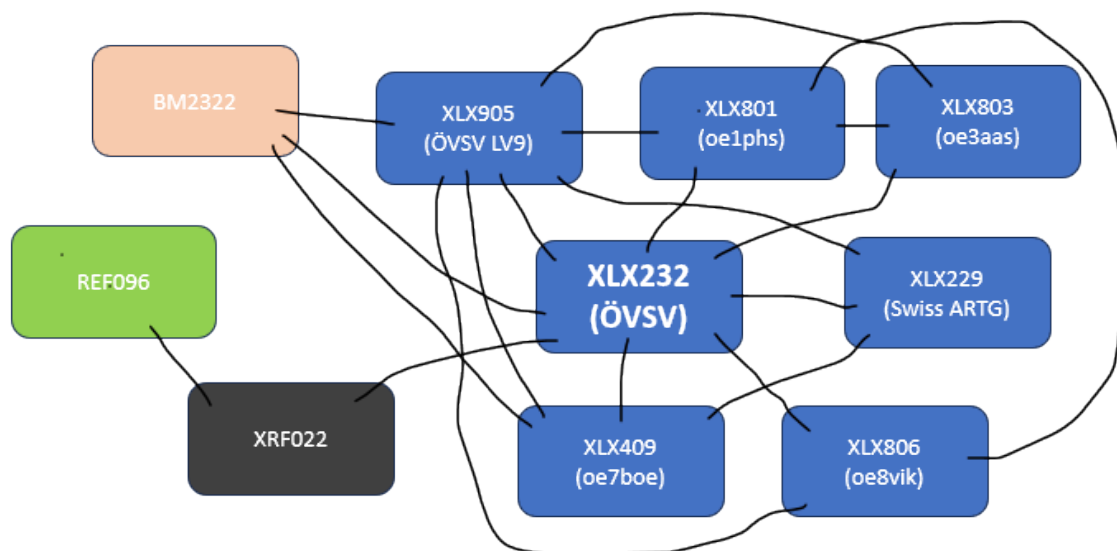 BM2322
XLX905
(ÖVSV LV9)
XLX801
(oe1phs)
XLX803
(oe3aas)
REF096
XLX232
(ÖVSV)
XLX229
(Swiss ARTG)
XRF022
XLX409
(oe7boe)
XLX806
(oe8vik)